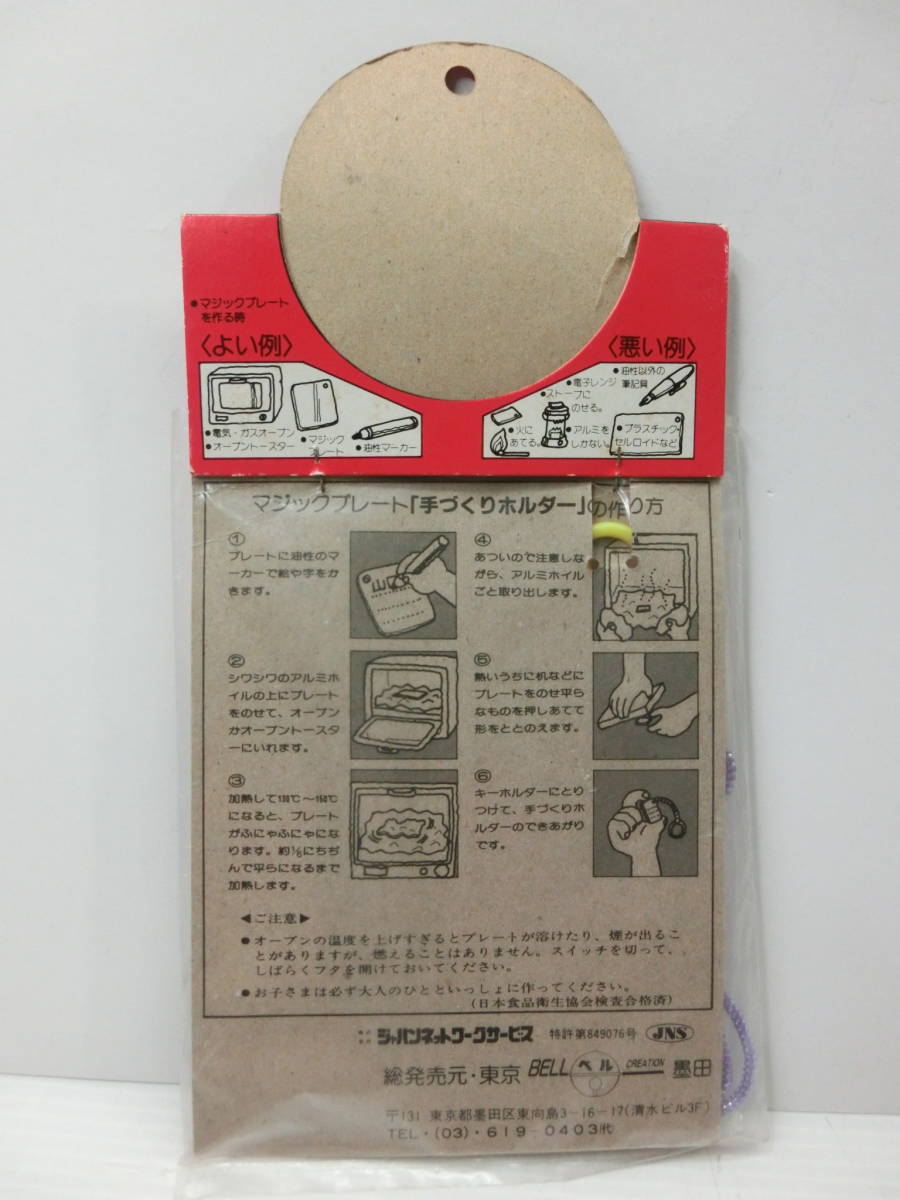 ●マジックプレート
を作る時
〈よい例〉
●電気・ガスオーブン
●オーブントースター
●マジック
プレート
●油性マーカー
〈悪い例〉
●油性以外の
筆記具
●電子レンジ
●ストーブに
のせる。
●火に
あてる。
●アルミを
しかない。
●プラスチック・
セルロイドなど
マジックプレート「手づくりホルダー」の作り方
①
プレートに油性のマ
ーカーで絵や字をか
きます。
山口
②
シワシワのアルミホ
イルの上にプレート
をのせて、オーブン
かオーブントースタ
ーにいれます。
③
加熱して130℃〜150℃
になると、プレート
がふにゃふにゃにな
ります。約1/6にちぢ
んで平らになるまで
加熱します。
④
あついので注意しな
がら、アルミホイル
ごと取り出します。
⑤
熱いうちに机などに
プレートをのせ平ら
なものを押しあてて
形をととのえます。
⑥
キーホルダーにとり
つけて、手づくりホ
ルダーのできあがり
です。
◀ご注意▶
●オーブンの温度を上げすぎるとプレートが溶けたり、煙が出るこ
とがありますが、燃えることはありません。スイッチを切って、
しばらくフタを開けておいてください。
●お子さまは必ず大人のひとといっしょに作ってください。
(日本食品衛生協会検査合格済)
ジャパンネットワークサービス 特許第849076号 JNS
総発売元・東京 BELL ベル CREATION 墨田
〒131 東京都墨田区東向島3-16-17(清水ビル3F)
TEL・(03)・619-0403㈹